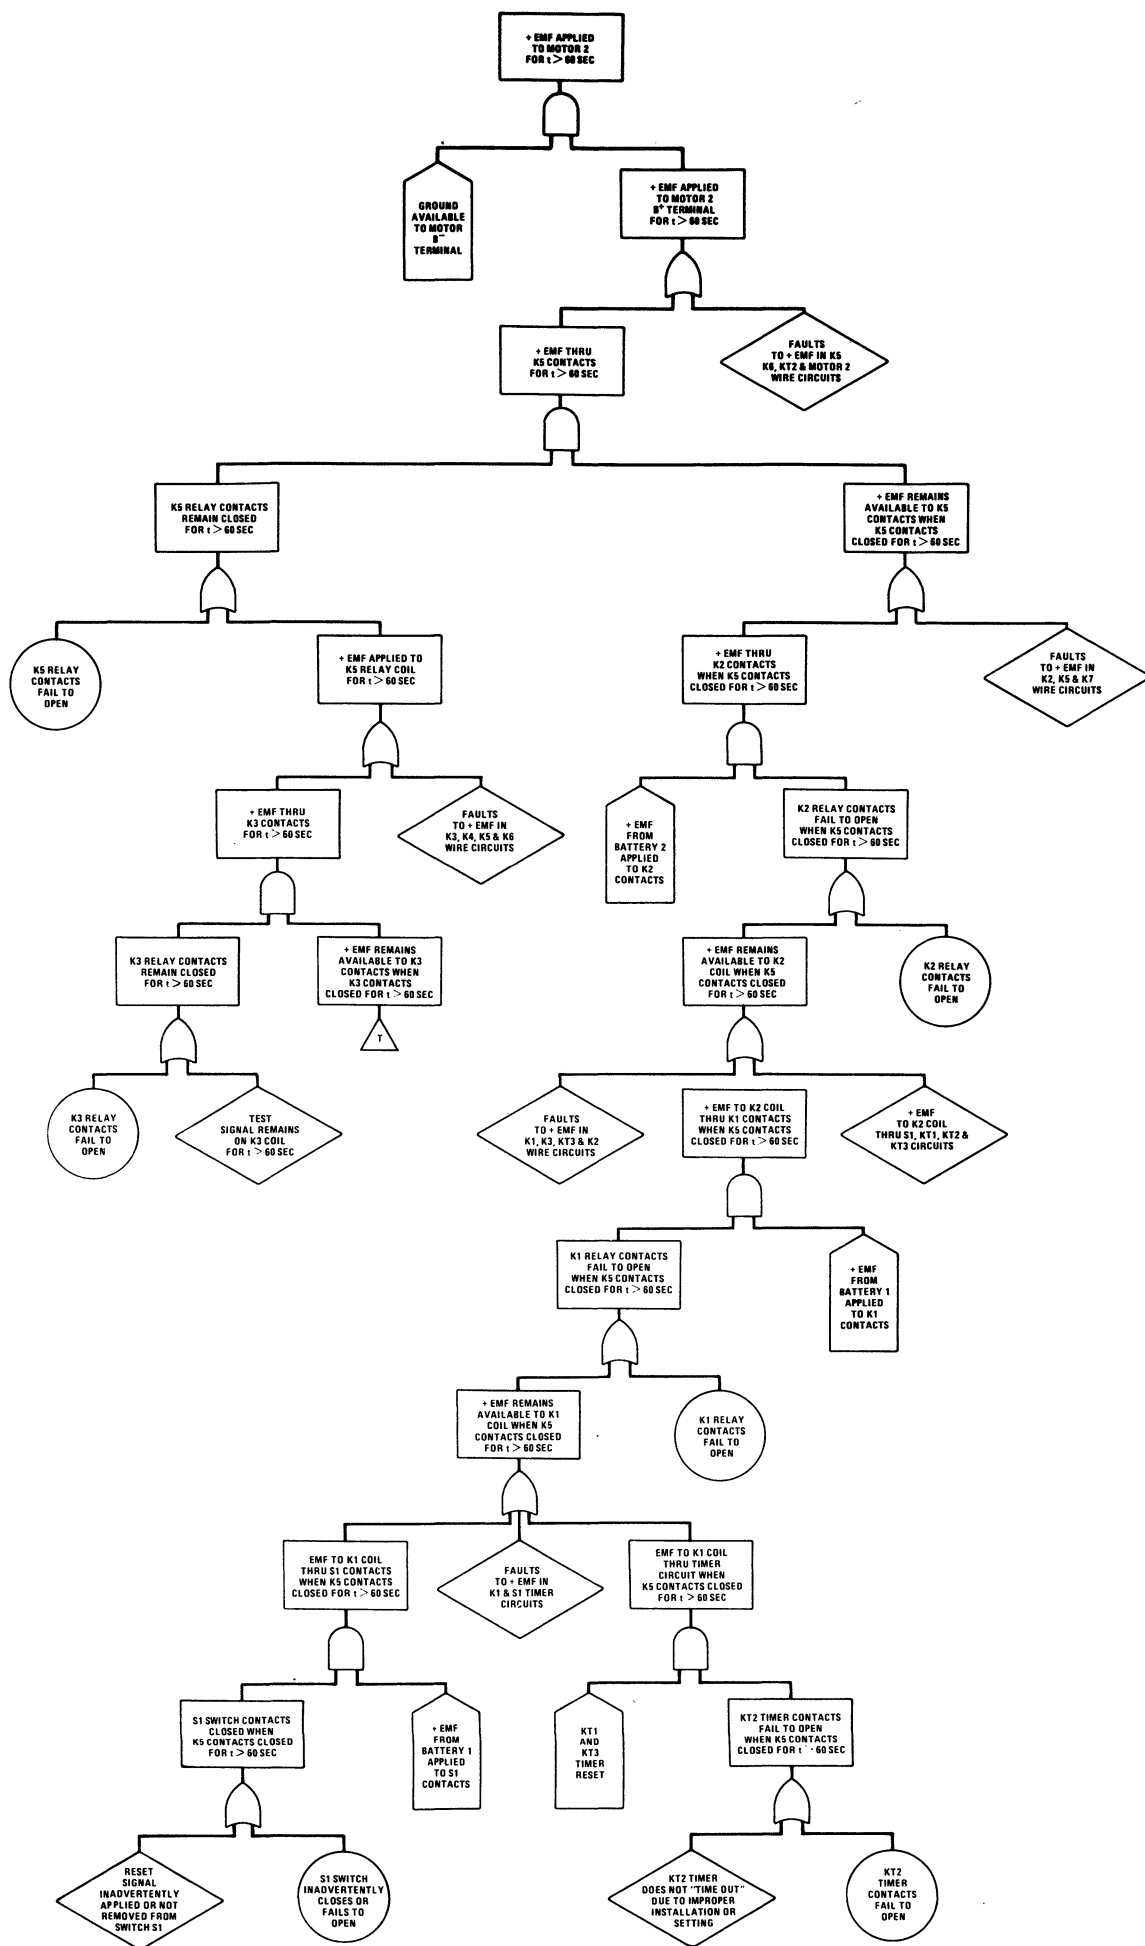 + EMF APPLIED
TO MOTOR 2
FOR t > 60 SEC
GROUND
AVAILABLE
TO MOTOR
B−
TERMINAL
+ EMF APPLIED
TO MOTOR 2
B+ TERMINAL
FOR t > 60 SEC
+ EMF THRU
K5 CONTACTS
FOR t > 60 SEC
FAULTS
TO + EMF IN K5
K6, KT2 & MOTOR 2
WIRE CIRCUITS
K5 RELAY CONTACTS
REMAIN CLOSED
FOR t > 60 SEC
+ EMF REMAINS
AVAILABLE TO K5
CONTACTS WHEN
K5 CONTACTS
CLOSED FOR t > 60 SEC
K5 RELAY
CONTACTS
FAIL TO
OPEN
+ EMF APPLIED TO
K5 RELAY COIL
FOR t > 60 SEC
+ EMF THRU
K2 CONTACTS
WHEN K5 CONTACTS
CLOSED FOR t > 60 SEC
FAULTS
TO + EMF IN
K2, K5 & K7
WIRE CIRCUITS
+ EMF THRU
K3 CONTACTS
FOR t > 60 SEC
FAULTS
TO + EMF IN
K3, K4, K5 & K6
WIRE CIRCUITS
+ EMF
FROM
BATTERY 2
APPLIED
TO K2
CONTACTS
K2 RELAY CONTACTS
FAIL TO OPEN
WHEN K5 CONTACTS
CLOSED FOR t > 60 SEC
K3 RELAY CONTACTS
REMAIN CLOSED
FOR t > 60 SEC
+ EMF REMAINS
AVAILABLE TO K3
CONTACTS WHEN
K3 CONTACTS
CLOSED FOR t > 60 SEC
T
+ EMF REMAINS
AVAILABLE TO K2
COIL WHEN K5
CONTACTS CLOSED
FOR t > 60 SEC
K2 RELAY
CONTACTS
FAIL TO
OPEN
K3 RELAY
CONTACTS
FAIL TO
OPEN
TEST
SIGNAL REMAINS
ON K3 COIL
FOR t > 60 SEC
FAULTS
TO + EMF IN
K1, K3, KT3 & K2
WIRE CIRCUITS
+ EMF TO K2 COIL
THRU K1 CONTACTS
WHEN K5 CONTACTS
CLOSED FOR t > 60 SEC
+ EMF
TO K2 COIL
THRU S1, KT1, KT2 &
KT3 CIRCUITS
K1 RELAY CONTACTS
FAIL TO OPEN
WHEN K5 CONTACTS
CLOSED FOR t > 60 SEC
+ EMF
FROM
BATTERY 1
APPLIED
TO K1
CONTACTS
+ EMF REMAINS
AVAILABLE TO K1
COIL WHEN K5
CONTACTS CLOSED
FOR t > 60 SEC
K1 RELAY
CONTACTS
FAIL TO
OPEN
EMF TO K1 COIL
THRU S1 CONTACTS
WHEN K5 CONTACTS
CLOSED FOR t > 60 SEC
FAULTS
TO + EMF IN
K1 & S1 TIMER
CIRCUITS
EMF TO K1 COIL
THRU TIMER
CIRCUIT WHEN
K5 CONTACTS CLOSED
FOR t > 60 SEC
S1 SWITCH CONTACTS
CLOSED WHEN
K5 CONTACTS CLOSED
FOR t > 60 SEC
+ EMF
FROM
BATTERY 1
APPLIED
TO S1
CONTACTS
KT1
AND
KT3
TIMER
RESET
KT2 TIMER CONTACTS
FAIL TO OPEN
WHEN K5 CONTACTS
CLOSED FOR t 60 SEC
RESET
SIGNAL
INADVERTENTLY
APPLIED OR NOT
REMOVED FROM
SWITCH S1
S1 SWITCH
INADVERTENTLY
CLOSES OR
FAILS TO
OPEN
KT2 TIMER
DOES NOT "TIME OUT"
DUE TO IMPROPER
INSTALLATION OR
SETTING
KT2
TIMER
CONTACTS
FAIL TO
OPEN